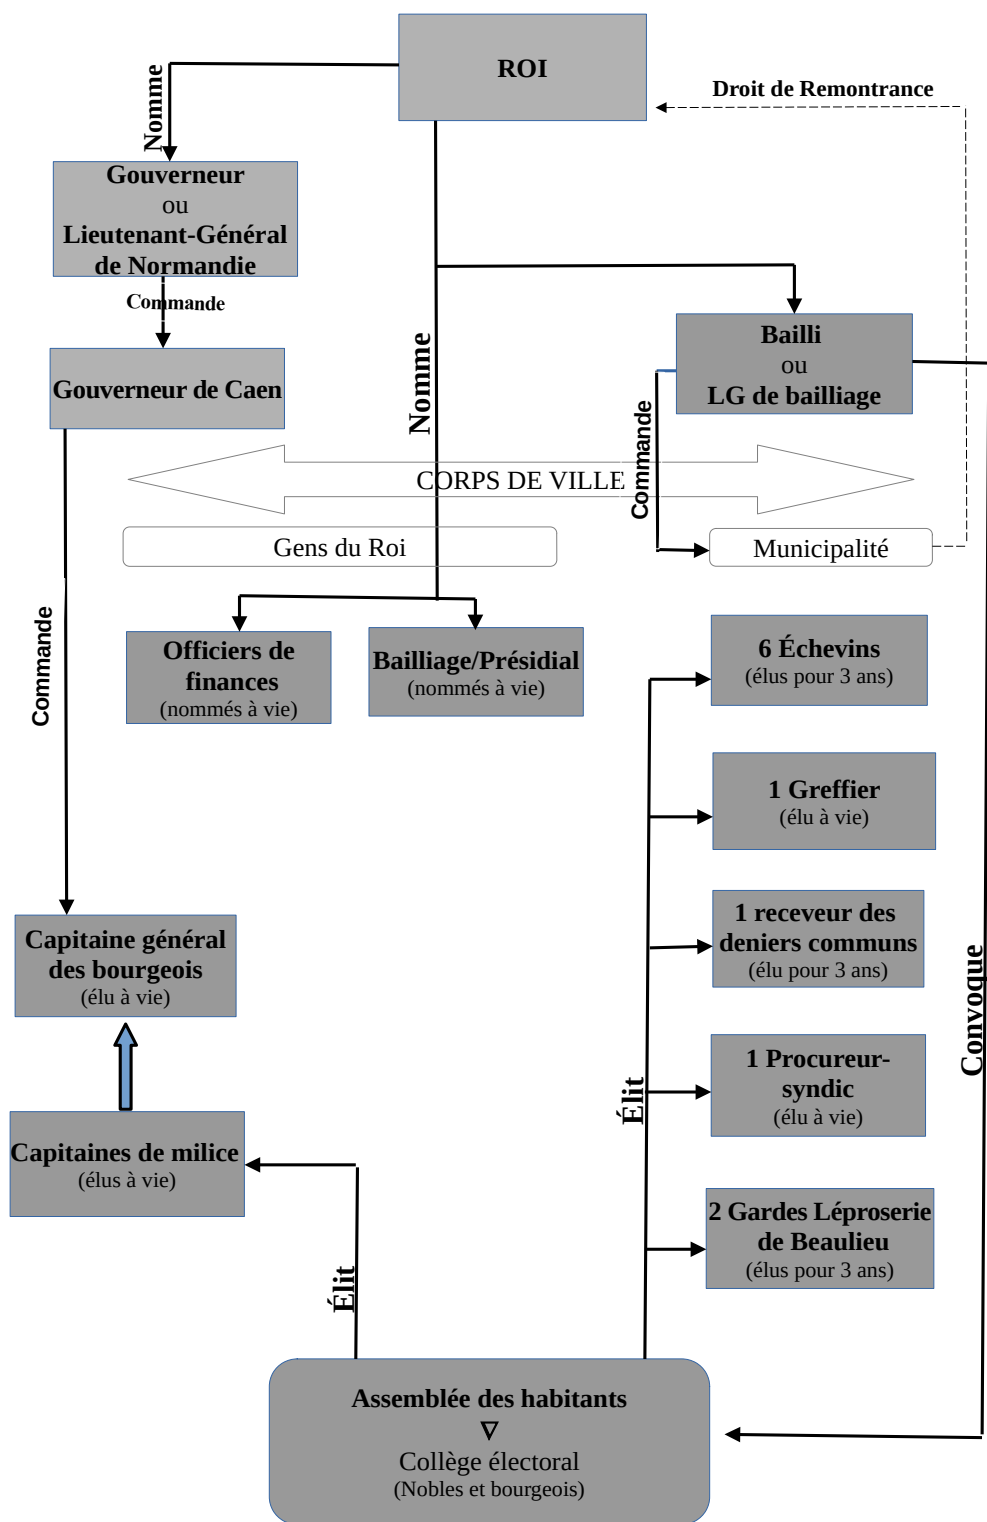 ROI
Droit de Remontrance
Nomme
Gouverneur
ou
Lieutenant-Général
de Normandie
Commande
Gouverneur de Caen
Nomme
Bailli
ou
LG de bailliage
Commande
CORPS DE VILLE
Gens du Roi
Municipalité
Commande
Officiers de
finances
(nommés à vie)
Bailliage/Présidial
(nommés à vie)
6 Échevins
(élus pour 3 ans)
1 Greffier
(élu à vie)
1 receveur des
deniers communs
(élu pour 3 ans)
Convoque
Capitaine général
des bourgeois
(élu à vie)
1 Procureur-
syndic
(élu à vie)
Élit
Capitaines de milice
(élus à vie)
2 Gardes Léproserie
de Beaulieu
(élus pour 3 ans)
Élit
Assemblée des habitants
∇
Collège électoral
(Nobles et bourgeois)